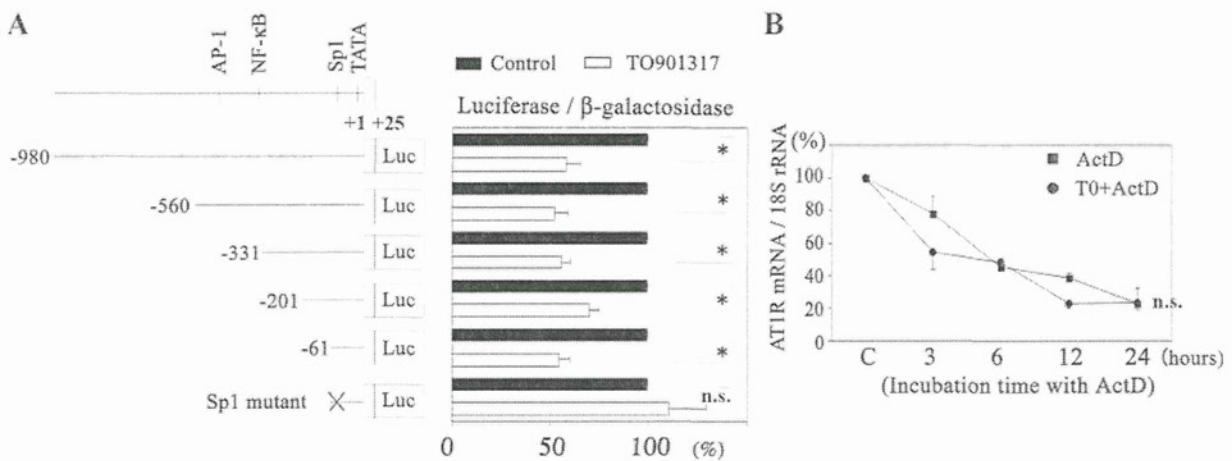 A
AP-1
NF-κB
Sp1
TATA
+1 +25
-980
Luc
-560
Luc
-331
Luc
-201
Luc
-61
Luc
Sp1 mutant
Luc
Control
TO901317
Luciferase / β-galactosidase
*
*
*
*
*
n.s.
0 50 100 (%)
B
(%)
AT1R mRNA / 18S rRNA
100
80
60
40
20
0
ActD
T0+ActD
n.s.
C 3 6 12 24 (hours)
(Incubation time with ActD)